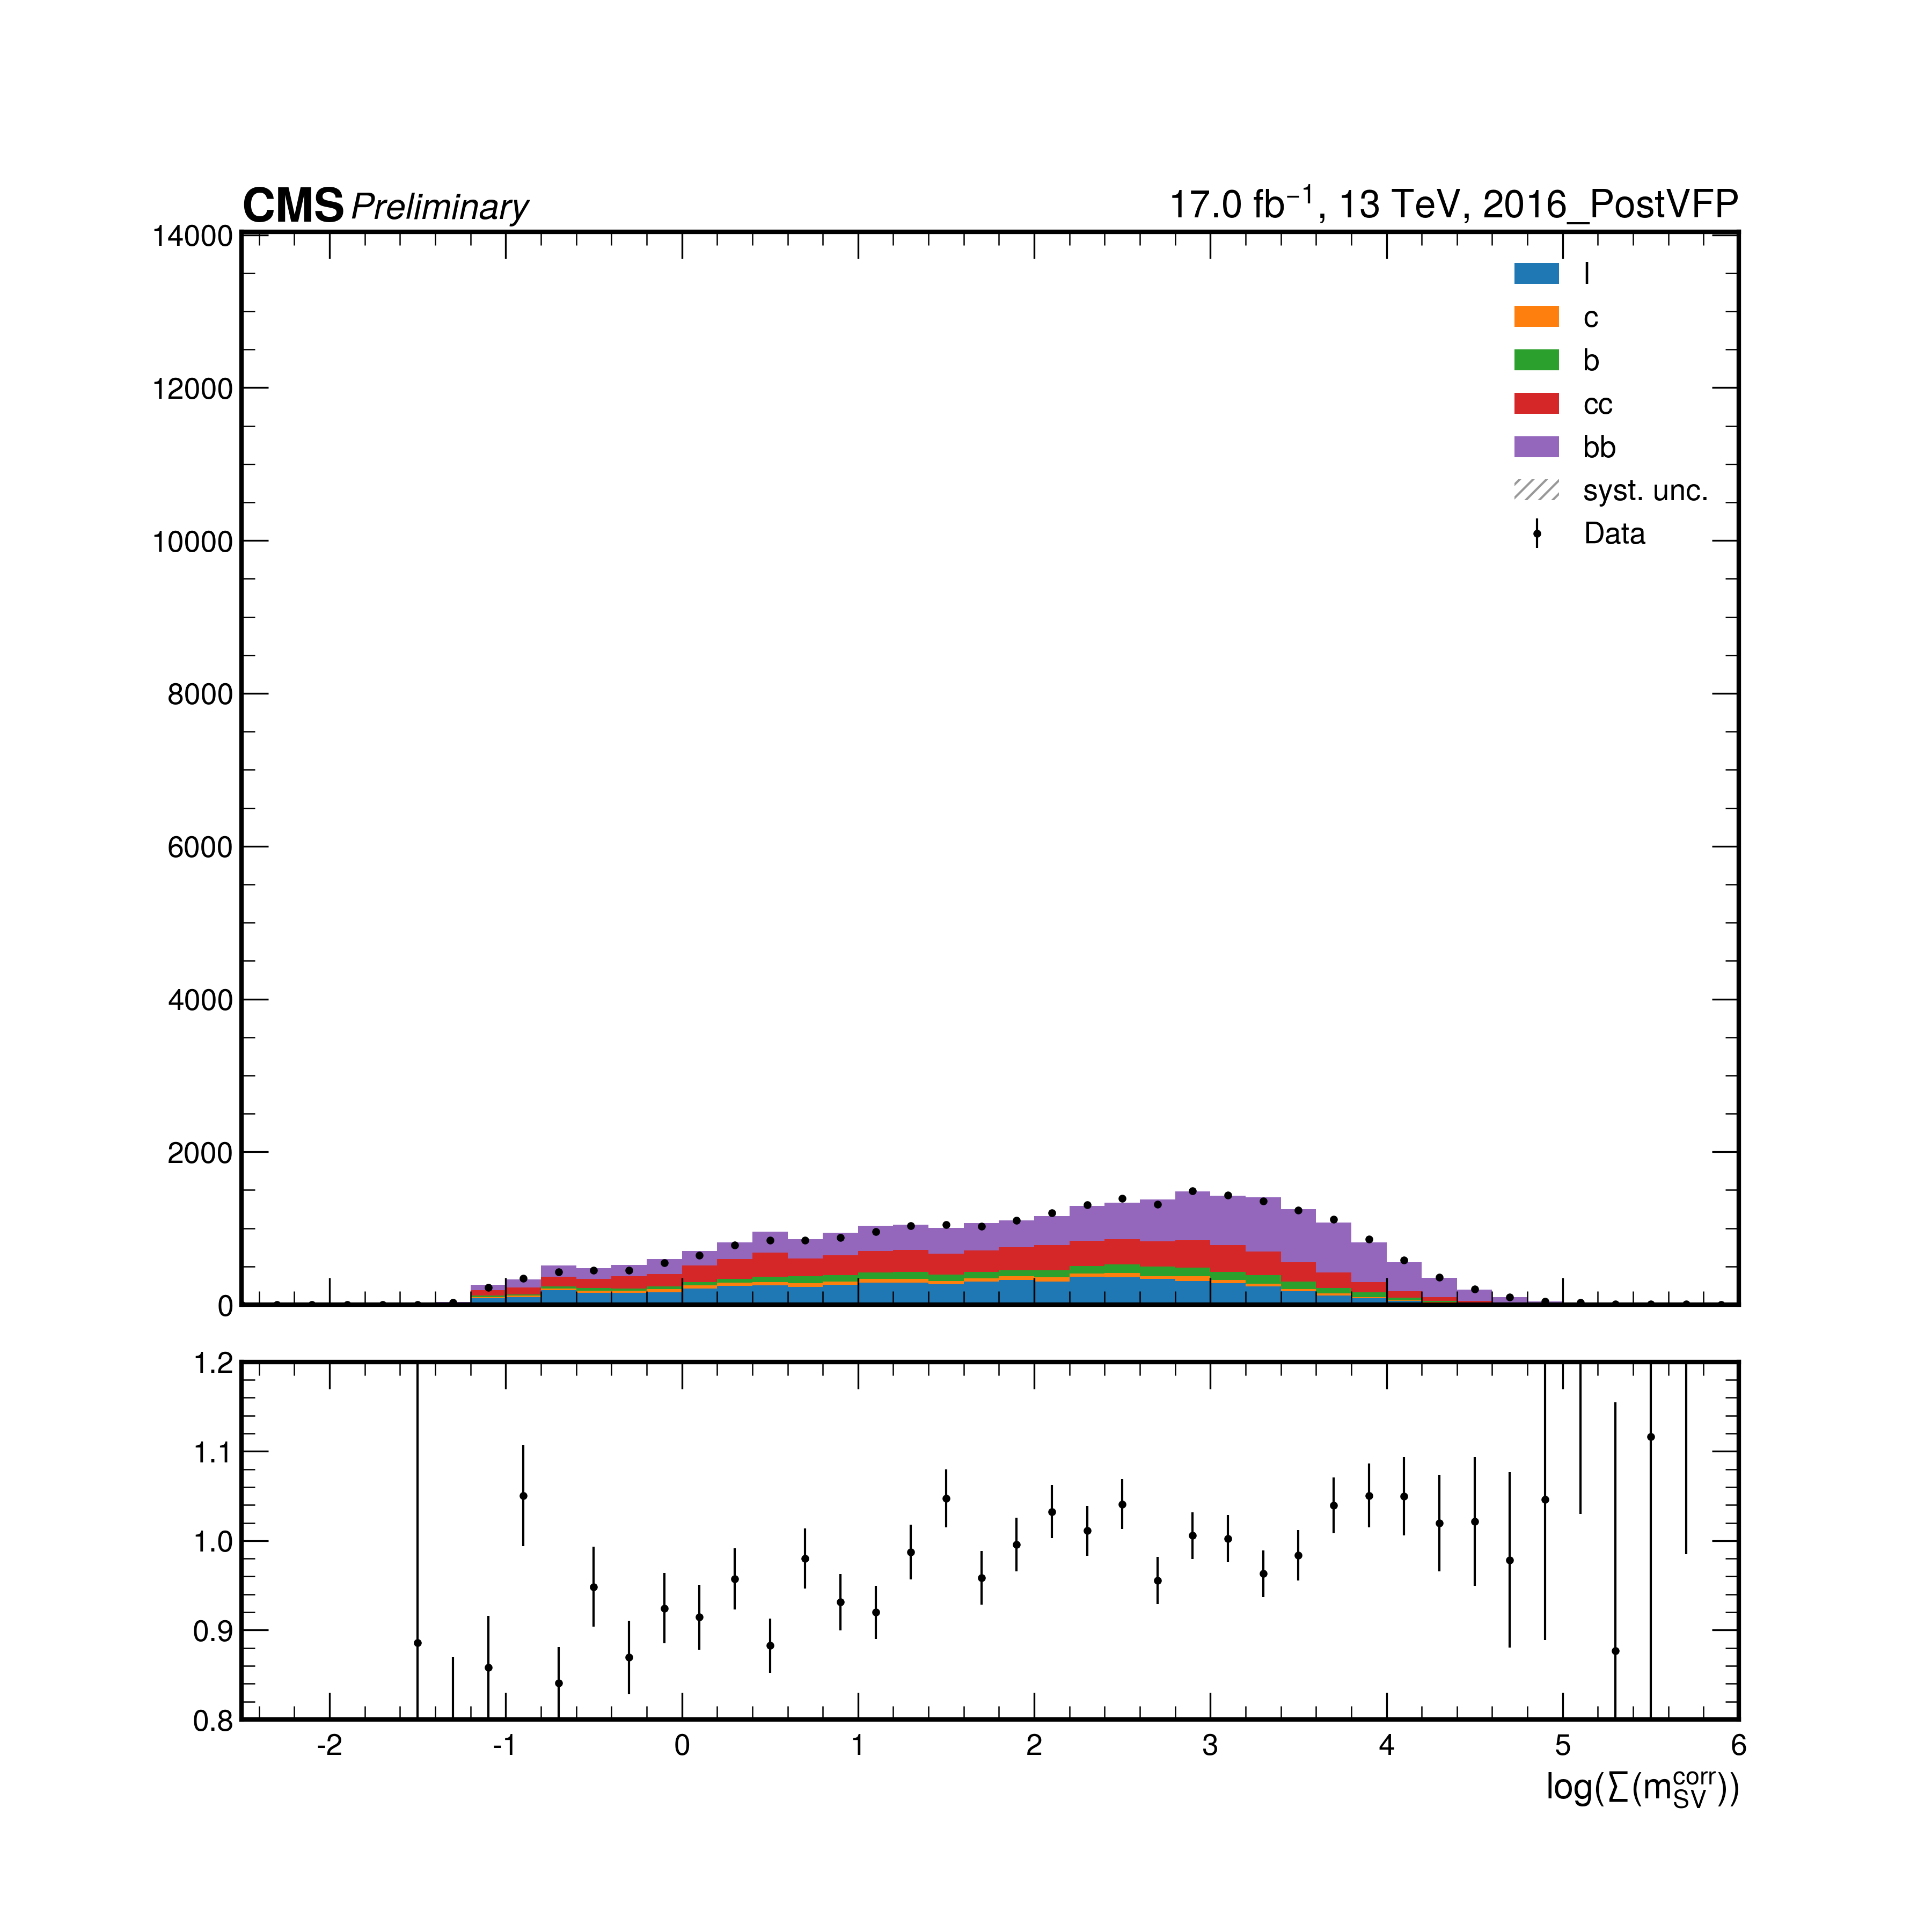 CMS Preliminary
17.0 fb⁻¹, 13 TeV, 2016_PostVFP
14000
12000
10000
8000
6000
4000
2000
0
l
c
b
cc
bb
syst. unc.
Data
1.2
1.1
1.0
0.9
0.8
-2 -1 0 1 2 3 4 5 6
log(Σ(m_SV^corr))